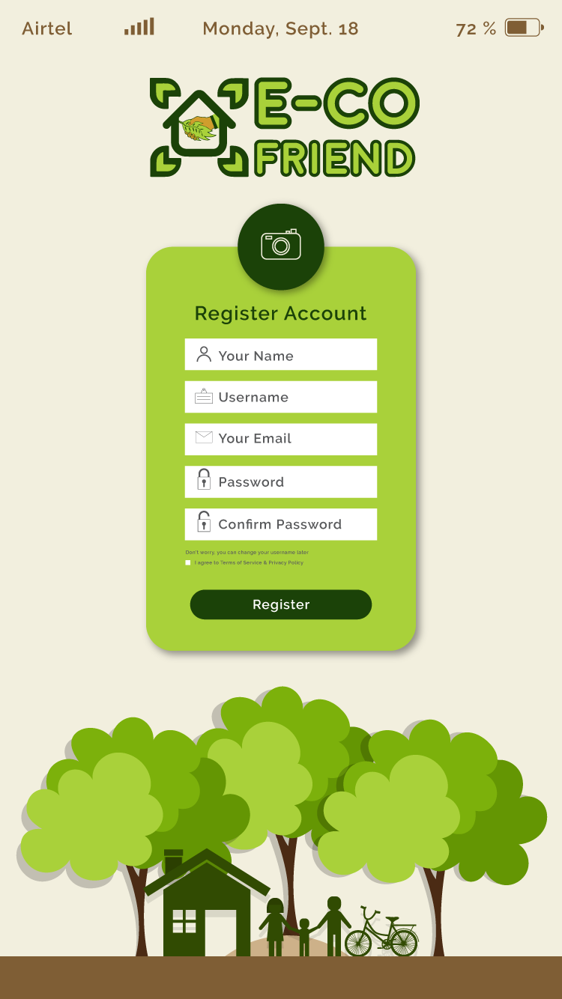 Airtel Monday, Sept. 18 72 %
E-CO
FRIEND
Register Account
Your Name
Username
Your Email
Password
Confirm Password
Don't worry, you can change your username later
I agree to Terms of Service & Privacy Policy
Register